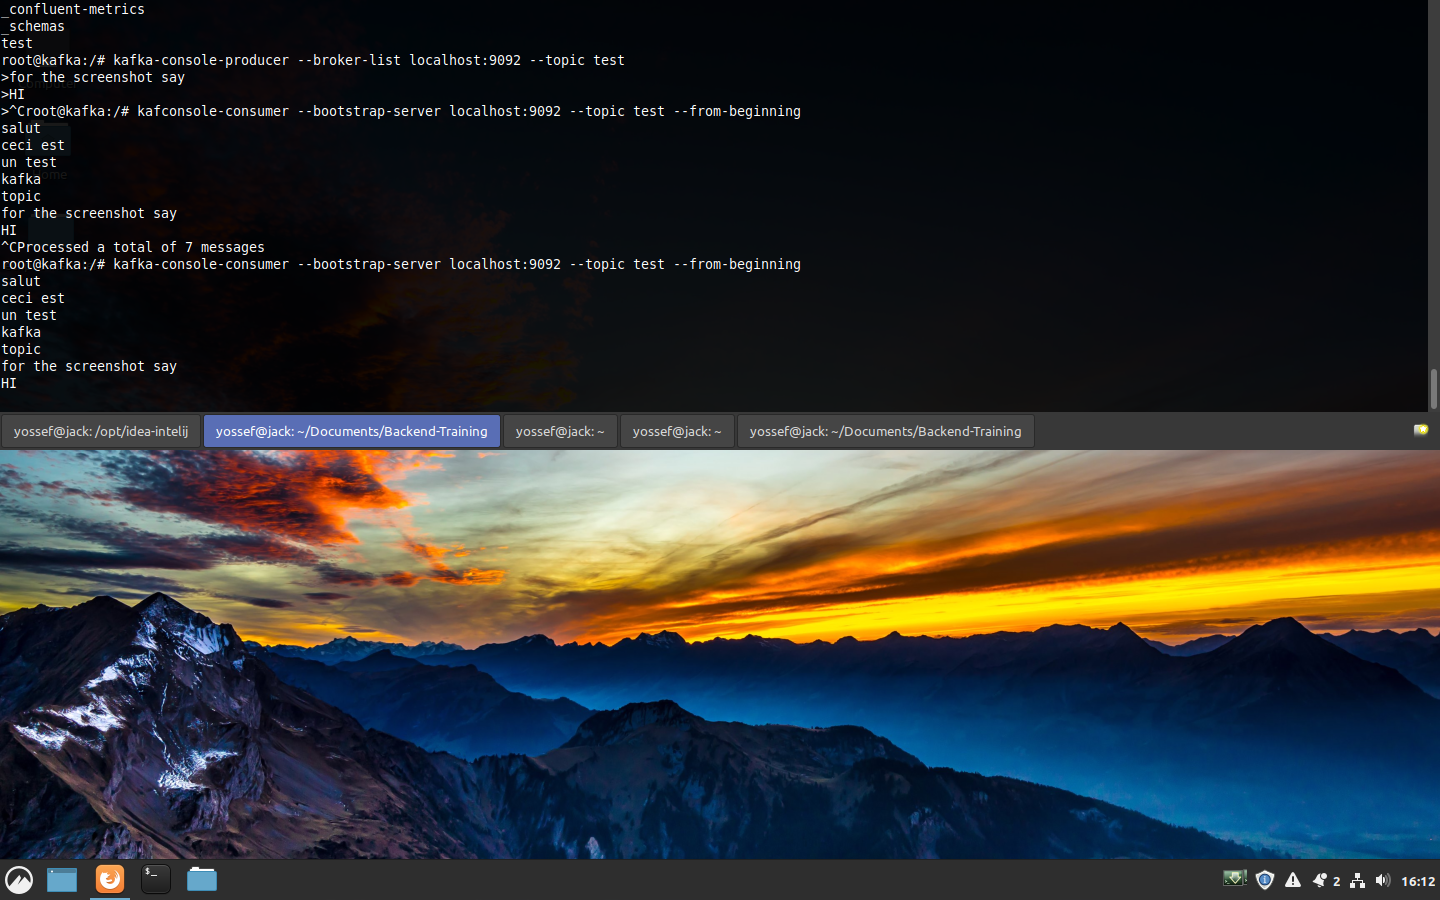 _confluent-metrics
_schemas
test
root@kafka:/# kafka-console-producer --broker-list localhost:9092 --topic test
>for the screenshot say
>HI
>^Croot@kafka:/# kafconsole-consumer --bootstrap-server localhost:9092 --topic test --from-beginning
salut
ceci est
un test
kafka
topic
for the screenshot say
HI
^CProcessed a total of 7 messages
root@kafka:/# kafka-console-consumer --bootstrap-server localhost:9092 --topic test --from-beginning
salut
ceci est
un test
kafka
topic
for the screenshot say
HI
yossef@jack: /opt/idea-intelij
yossef@jack: ~/Documents/Backend-Training
yossef@jack: ~
yossef@jack: ~
yossef@jack: ~/Documents/Backend-Training
$_
2
16:12